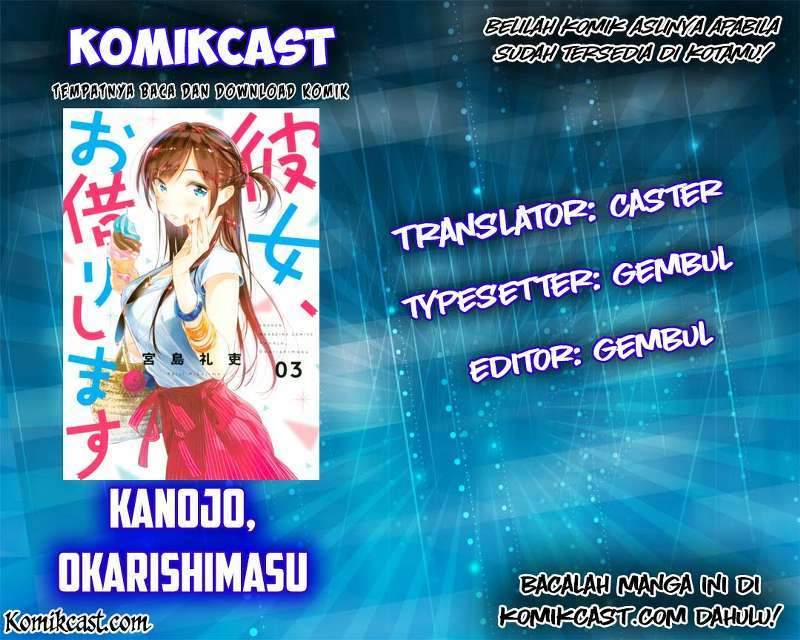 KOMIKCAST
TEMPATNYA BACA DAN DOWNLOAD KOMIK
BELILAH KOMIK ASLINYA APABILA
SUDAH TERSEDIA DI KOTAMU!
彼女、
お借りします
宮島礼吏
03
TRANSLATOR: CASTER
TYPESETTER: GEMBUL
EDITOR: GEMBUL
KANOJO,
OKARISHIMASU
Komikcast.com
BACALAH MANGA INI DI
KOMIKCAST.COM DAHULU!